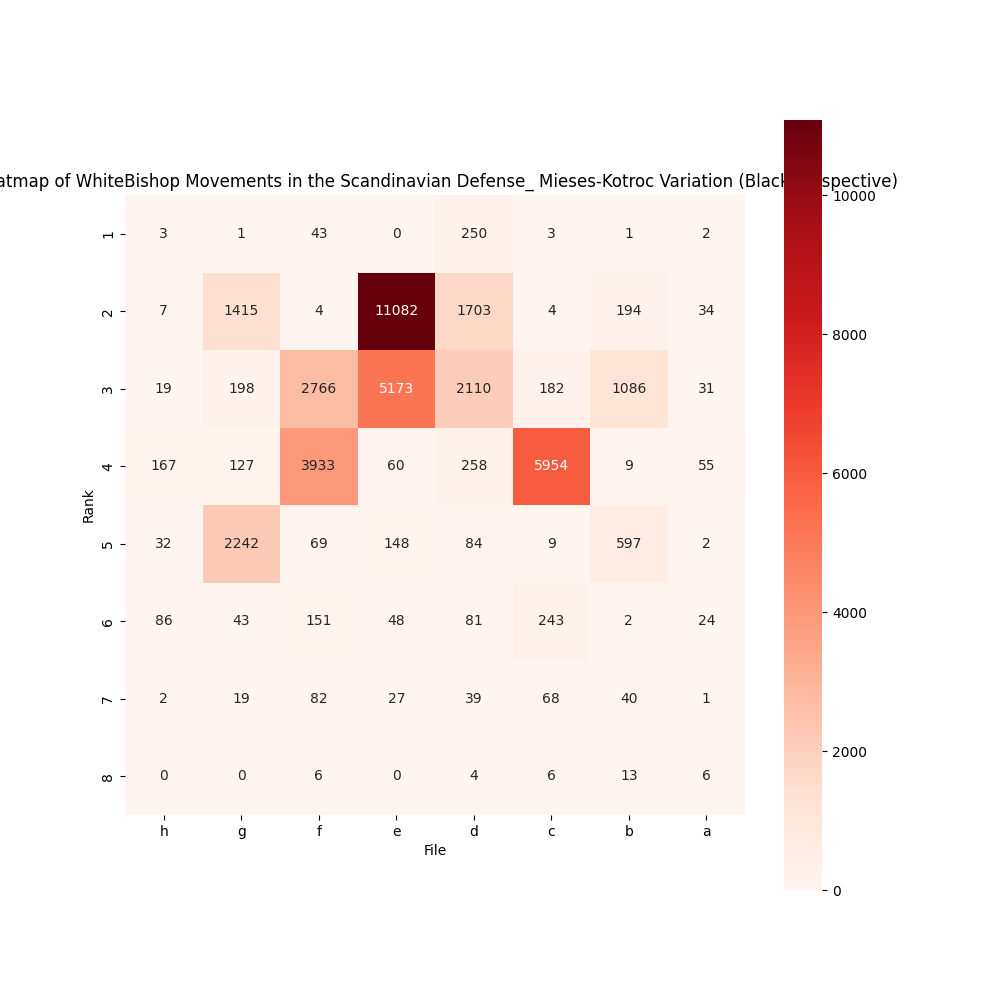 atmap of WhiteBishop Movements in the Scandinavian Defense_ Mieses-Kotroc Variation (Black spective)
10000
8000
6000
4000
2000
0
Rank
1 3 1 43 0 250 3 1 2
2 7 1415 4 11082 1703 4 194 34
3 19 198 2766 5173 2110 182 1086 31
4 167 127 3933 60 258 5954 9 55
5 32 2242 69 148 84 9 597 2
6 86 43 151 48 81 243 2 24
7 2 19 82 27 39 68 40 1
8 0 0 6 0 4 6 13 6
h g f e d c b a
File